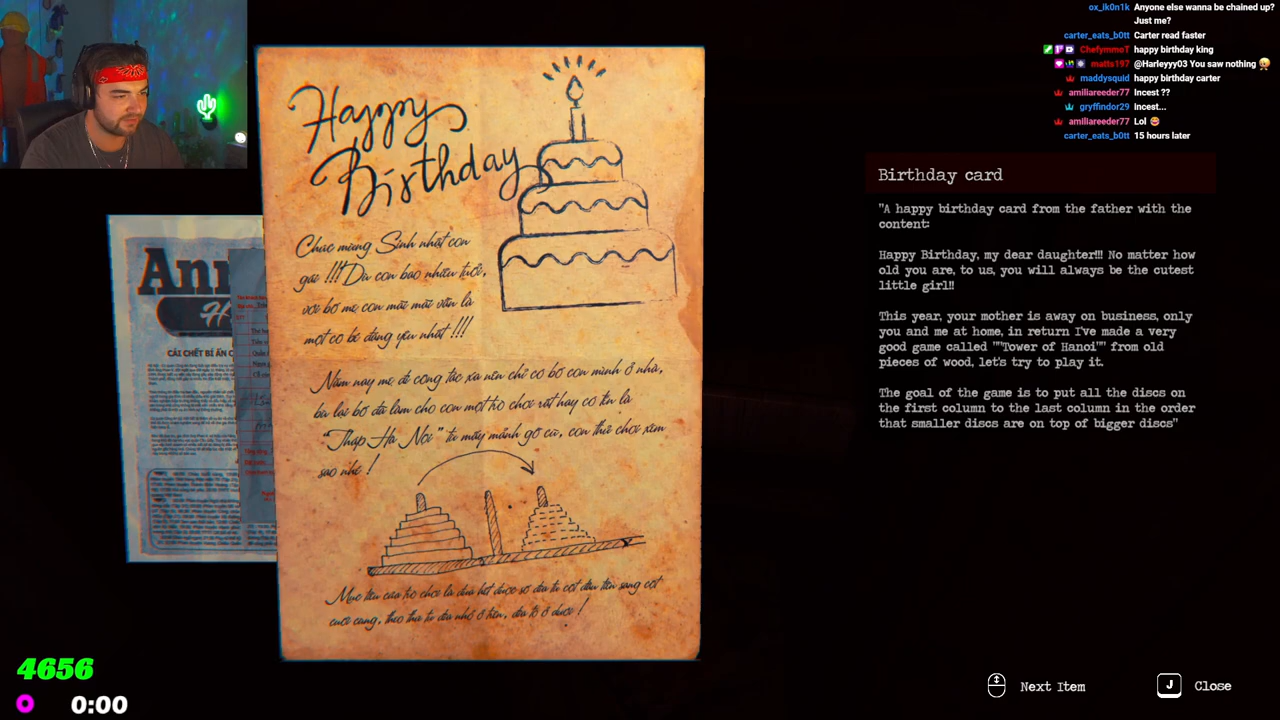 ox_ik0n1k Anyone else wanna be chained up?
Just me?
carter_eats_b0tt Carter read faster
ChefymmoT happy birthday king
matts197 @Harleyyy03 You saw nothing
maddysquid happy birthday carter
amiliareeder77 Incest ??
gryffindor29 incest...
amiliareeder77 Lol
carter_eats_b0tt 15 hours later
Happy
Birthday
Chúc mừng Sinh nhật con
gái !!! Dù con bao nhiêu tuổi,
với bố mẹ con mãi mãi vẫn là
một cô bé đáng yêu nhất !!!
Năm nay mẹ đi công tác xa nên chỉ có bố con mình ở nhà,
bù lại bố đã làm cho con một trò chơi rất hay có tên là
"Tháp Hà Nội" từ mấy mảnh gỗ cũ, con thử chơi xem
sao nhé !
Mục tiêu của trò chơi là đưa hết được số đĩa từ cột đầu tiên sang cột
cuối cùng, theo thứ tự đĩa nhỏ ở trên, đĩa to ở dưới !
Ann
H
CÁI CHẾT BÍ ẨN C
Birthday card
"A happy birthday card from the father with the
content:
Happy Birthday, my dear daughter!!! No matter how
old you are, to us, you will always be the cutest
little girl!!
This year, your mother is away on business, only
you and me at home, in return I've made a very
good game called ""Tower of Hanoi"" from old
pieces of wood, let's try to play it.
The goal of the game is to put all the discs on
the first column to the last column in the order
that smaller discs are on top of bigger discs"
4656
0:00
Next Item
J Close